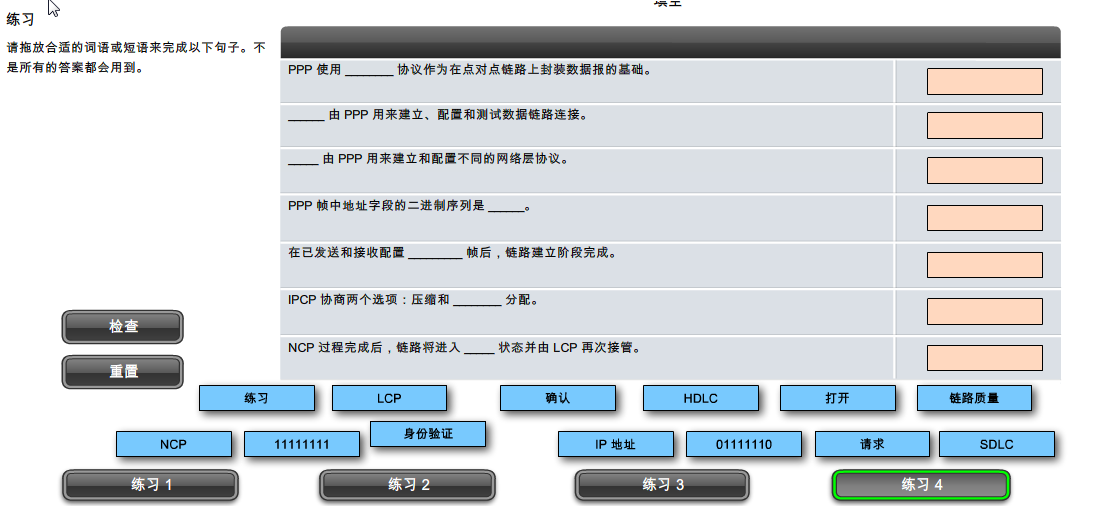 练习
请拖放合适的词语或短语来完成以下句子。不
是所有的答案都会用到。
PPP 使用 ________ 协议作为在点对点链路上封装数据报的基础。
______ 由 PPP 用来建立、配置和测试数据链路连接。
_____ 由 PPP 用来建立和配置不同的网络层协议。
PPP 帧中地址字段的二进制序列是 ______。
在已发送和接收配置 _________ 帧后，链路建立阶段完成。
IPCP 协商两个选项：压缩和 ________ 分配。
NCP 过程完成后，链路将进入 _____ 状态并由 LCP 再次接管。
检查
重置
练习 LCP 确认 HDLC 打开 链路质量
NCP 11111111 身份验证 IP 地址 01111110 请求 SDLC
练习 1 练习 2 练习 3 练习 4